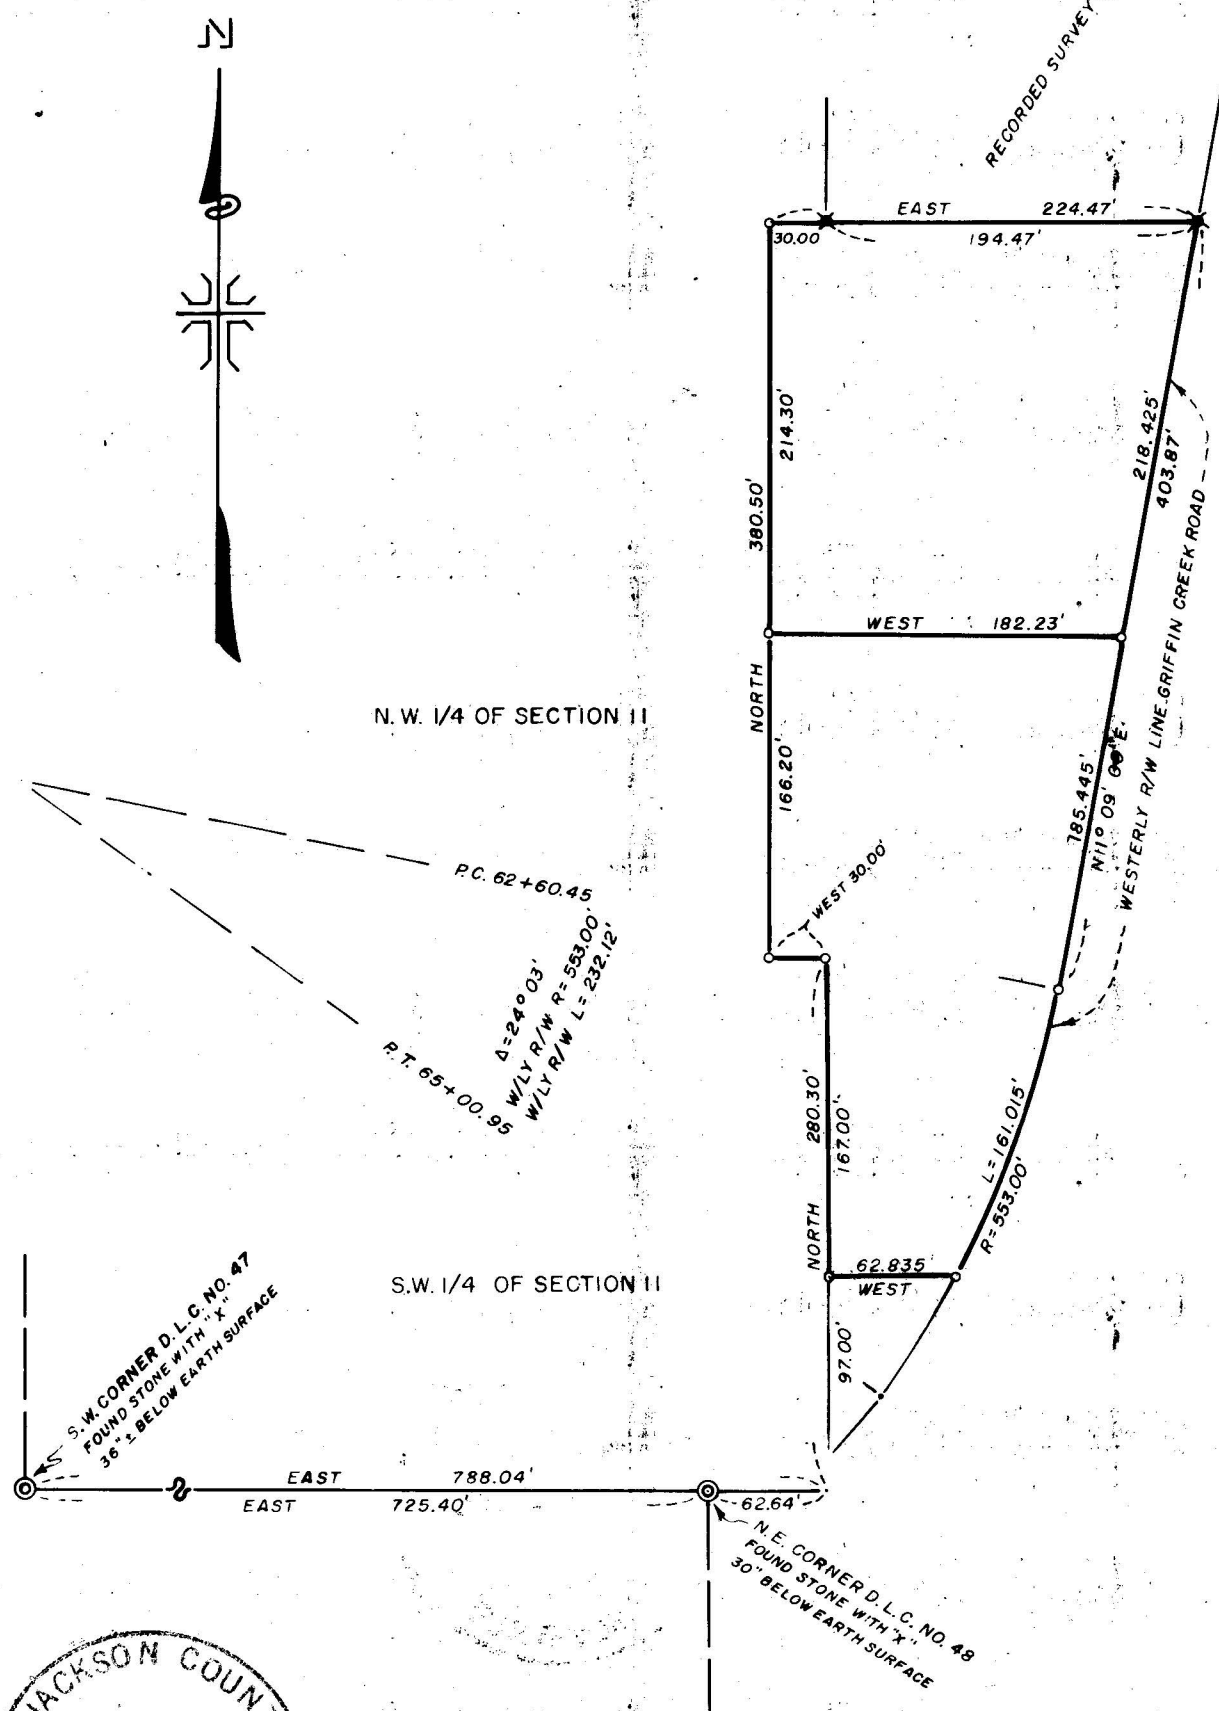 N
RECORDED SURVEY
EAST 224.47'
30.00 194.47'
214.30'
380.50'
218.425'
403.87'
WEST 182.23'
NORTH
166.20'
N.W. 1/4 OF SECTION 11
185.445'
N11° 09' E.
WESTERLY R/W LINE GRIFFIN CREEK ROAD
WEST 30.00'
P.C. 62+60.45
Δ=24° 03'
W/LY R/W R=553.00'
W/LY R/W L=232.12'
P.T. 65+00.95
280.30'
167.00'
NORTH
L=161.015'
R=553.00'
62.835
WEST
97.00'
S.W. 1/4 OF SECTION 11
S.W. CORNER D.L.C. NO. 47
FOUND STONE WITH "X"
36" ± BELOW EARTH SURFACE
EAST 788.04'
EAST 725.40'
62.64'
N.E. CORNER D.L.C. NO. 48
FOUND STONE WITH "X"
30" BELOW EARTH SURFACE
JACKSON COUN